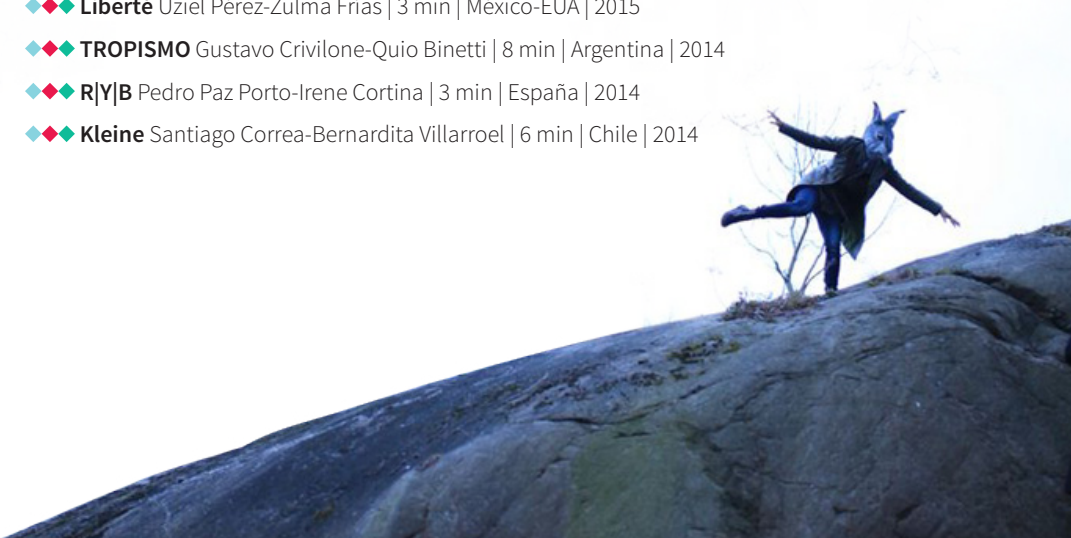 Liberté Uziel Pérez-Zulma Frías | 3 min | México-EUA | 2015
TROPISMO Gustavo Crivilone-Quio Binetti | 8 min | Argentina | 2014
R|Y|B Pedro Paz Porto-Irene Cortina | 3 min | España | 2014
Kleine Santiago Correa-Bernardita Villarroel | 6 min | Chile | 2014